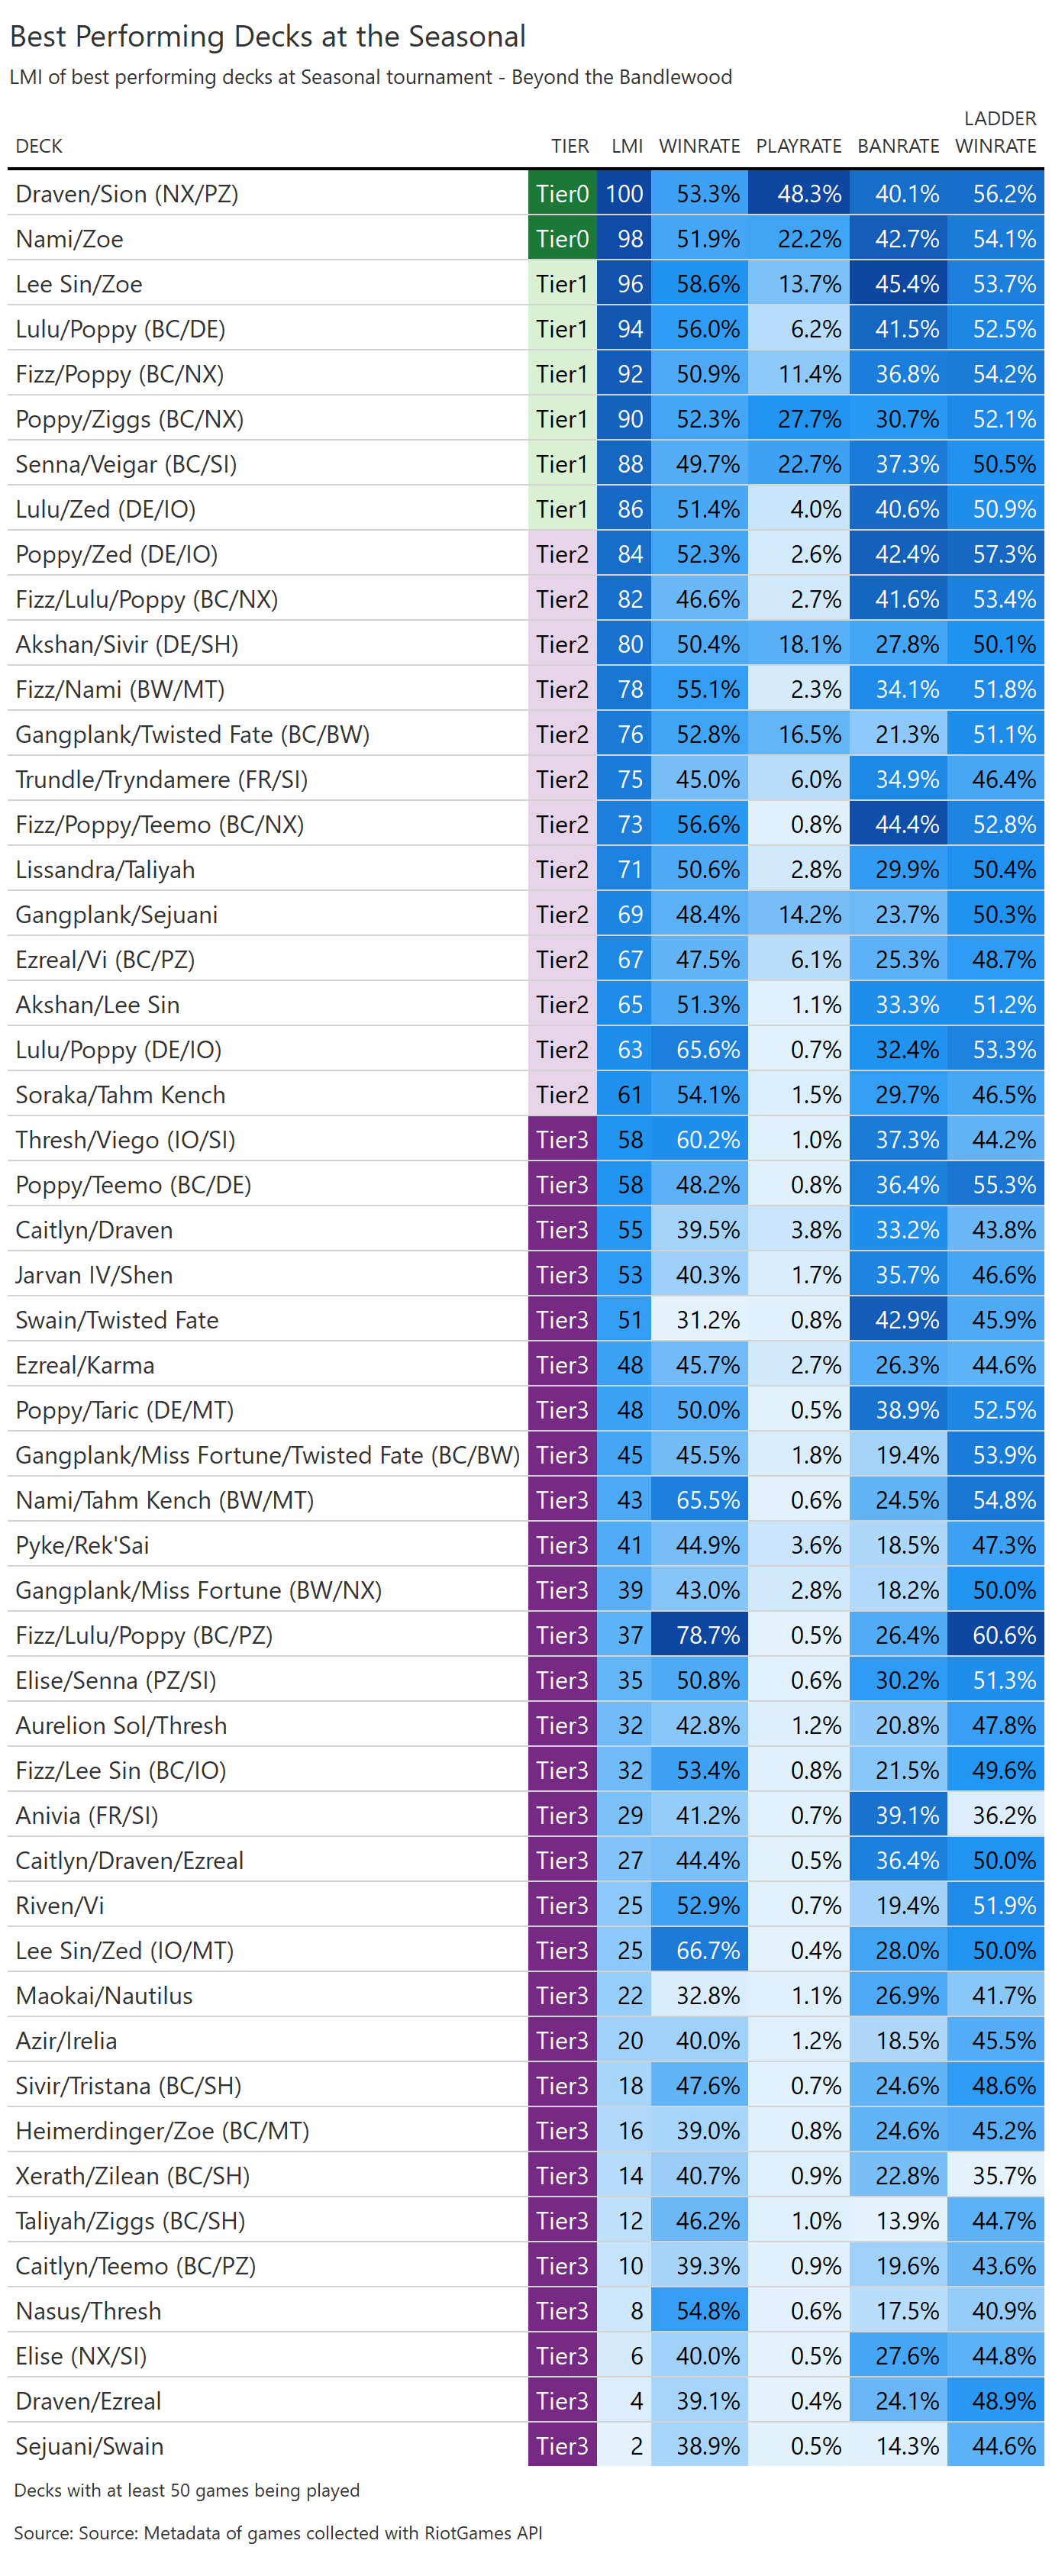 Best Performing Decks at the Seasonal
LMI of best performing decks at Seasonal tournament - Beyond the Bandlewood
LADDER
DECK TIER LMI WINRATE PLAYRATE BANRATE WINRATE
Draven/Sion (NX/PZ) Tier0 100 53.3% 48.3% 40.1% 56.2%
Nami/Zoe Tier0 98 51.9% 22.2% 42.7% 54.1%
Lee Sin/Zoe Tier1 96 58.6% 13.7% 45.4% 53.7%
Lulu/Poppy (BC/DE) Tier1 94 56.0% 6.2% 41.5% 52.5%
Fizz/Poppy (BC/NX) Tier1 92 50.9% 11.4% 36.8% 54.2%
Poppy/Ziggs (BC/NX) Tier1 90 52.3% 27.7% 30.7% 52.1%
Senna/Veigar (BC/SI) Tier1 88 49.7% 22.7% 37.3% 50.5%
Lulu/Zed (DE/IO) Tier1 86 51.4% 4.0% 40.6% 50.9%
Poppy/Zed (DE/IO) Tier2 84 52.3% 2.6% 42.4% 57.3%
Fizz/Lulu/Poppy (BC/NX) Tier2 82 46.6% 2.7% 41.6% 53.4%
Akshan/Sivir (DE/SH) Tier2 80 50.4% 18.1% 27.8% 50.1%
Fizz/Nami (BW/MT) Tier2 78 55.1% 2.3% 34.1% 51.8%
Gangplank/Twisted Fate (BC/BW) Tier2 76 52.8% 16.5% 21.3% 51.1%
Trundle/Tryndamere (FR/SI) Tier2 75 45.0% 6.0% 34.9% 46.4%
Fizz/Poppy/Teemo (BC/NX) Tier2 73 56.6% 0.8% 44.4% 52.8%
Lissandra/Taliyah Tier2 71 50.6% 2.8% 29.9% 50.4%
Gangplank/Sejuani Tier2 69 48.4% 14.2% 23.7% 50.3%
Ezreal/Vi (BC/PZ) Tier2 67 47.5% 6.1% 25.3% 48.7%
Akshan/Lee Sin Tier2 65 51.3% 1.1% 33.3% 51.2%
Lulu/Poppy (DE/IO) Tier2 63 65.6% 0.7% 32.4% 53.3%
Soraka/Tahm Kench Tier2 61 54.1% 1.5% 29.7% 46.5%
Thresh/Viego (IO/SI) Tier3 58 60.2% 1.0% 37.3% 44.2%
Poppy/Teemo (BC/DE) Tier3 58 48.2% 0.8% 36.4% 55.3%
Caitlyn/Draven Tier3 55 39.5% 3.8% 33.2% 43.8%
Jarvan IV/Shen Tier3 53 40.3% 1.7% 35.7% 46.6%
Swain/Twisted Fate Tier3 51 31.2% 0.8% 42.9% 45.9%
Ezreal/Karma Tier3 48 45.7% 2.7% 26.3% 44.6%
Poppy/Taric (DE/MT) Tier3 48 50.0% 0.5% 38.9% 52.5%
Gangplank/Miss Fortune/Twisted Fate (BC/BW) Tier3 45 45.5% 1.8% 19.4% 53.9%
Nami/Tahm Kench (BW/MT) Tier3 43 65.5% 0.6% 24.5% 54.8%
Pyke/Rek'Sai Tier3 41 44.9% 3.6% 18.5% 47.3%
Gangplank/Miss Fortune (BW/NX) Tier3 39 43.0% 2.8% 18.2% 50.0%
Fizz/Lulu/Poppy (BC/PZ) Tier3 37 78.7% 0.5% 26.4% 60.6%
Elise/Senna (PZ/SI) Tier3 35 50.8% 0.6% 30.2% 51.3%
Aurelion Sol/Thresh Tier3 32 42.8% 1.2% 20.8% 47.8%
Fizz/Lee Sin (BC/IO) Tier3 32 53.4% 0.8% 21.5% 49.6%
Anivia (FR/SI) Tier3 29 41.2% 0.7% 39.1% 36.2%
Caitlyn/Draven/Ezreal Tier3 27 44.4% 0.5% 36.4% 50.0%
Riven/Vi Tier3 25 52.9% 0.7% 19.4% 51.9%
Lee Sin/Zed (IO/MT) Tier3 25 66.7% 0.4% 28.0% 50.0%
Maokai/Nautilus Tier3 22 32.8% 1.1% 26.9% 41.7%
Azir/Irelia Tier3 20 40.0% 1.2% 18.5% 45.5%
Sivir/Tristana (BC/SH) Tier3 18 47.6% 0.7% 24.6% 48.6%
Heimerdinger/Zoe (BC/MT) Tier3 16 39.0% 0.8% 24.6% 45.2%
Xerath/Zilean (BC/SH) Tier3 14 40.7% 0.9% 22.8% 35.7%
Taliyah/Ziggs (BC/SH) Tier3 12 46.2% 1.0% 13.9% 44.7%
Caitlyn/Teemo (BC/PZ) Tier3 10 39.3% 0.9% 19.6% 43.6%
Nasus/Thresh Tier3 8 54.8% 0.6% 17.5% 40.9%
Elise (NX/SI) Tier3 6 40.0% 0.5% 27.6% 44.8%
Draven/Ezreal Tier3 4 39.1% 0.4% 24.1% 48.9%
Sejuani/Swain Tier3 2 38.9% 0.5% 14.3% 44.6%
Decks with at least 50 games being played
Source: Source: Metadata of games collected with RiotGames API